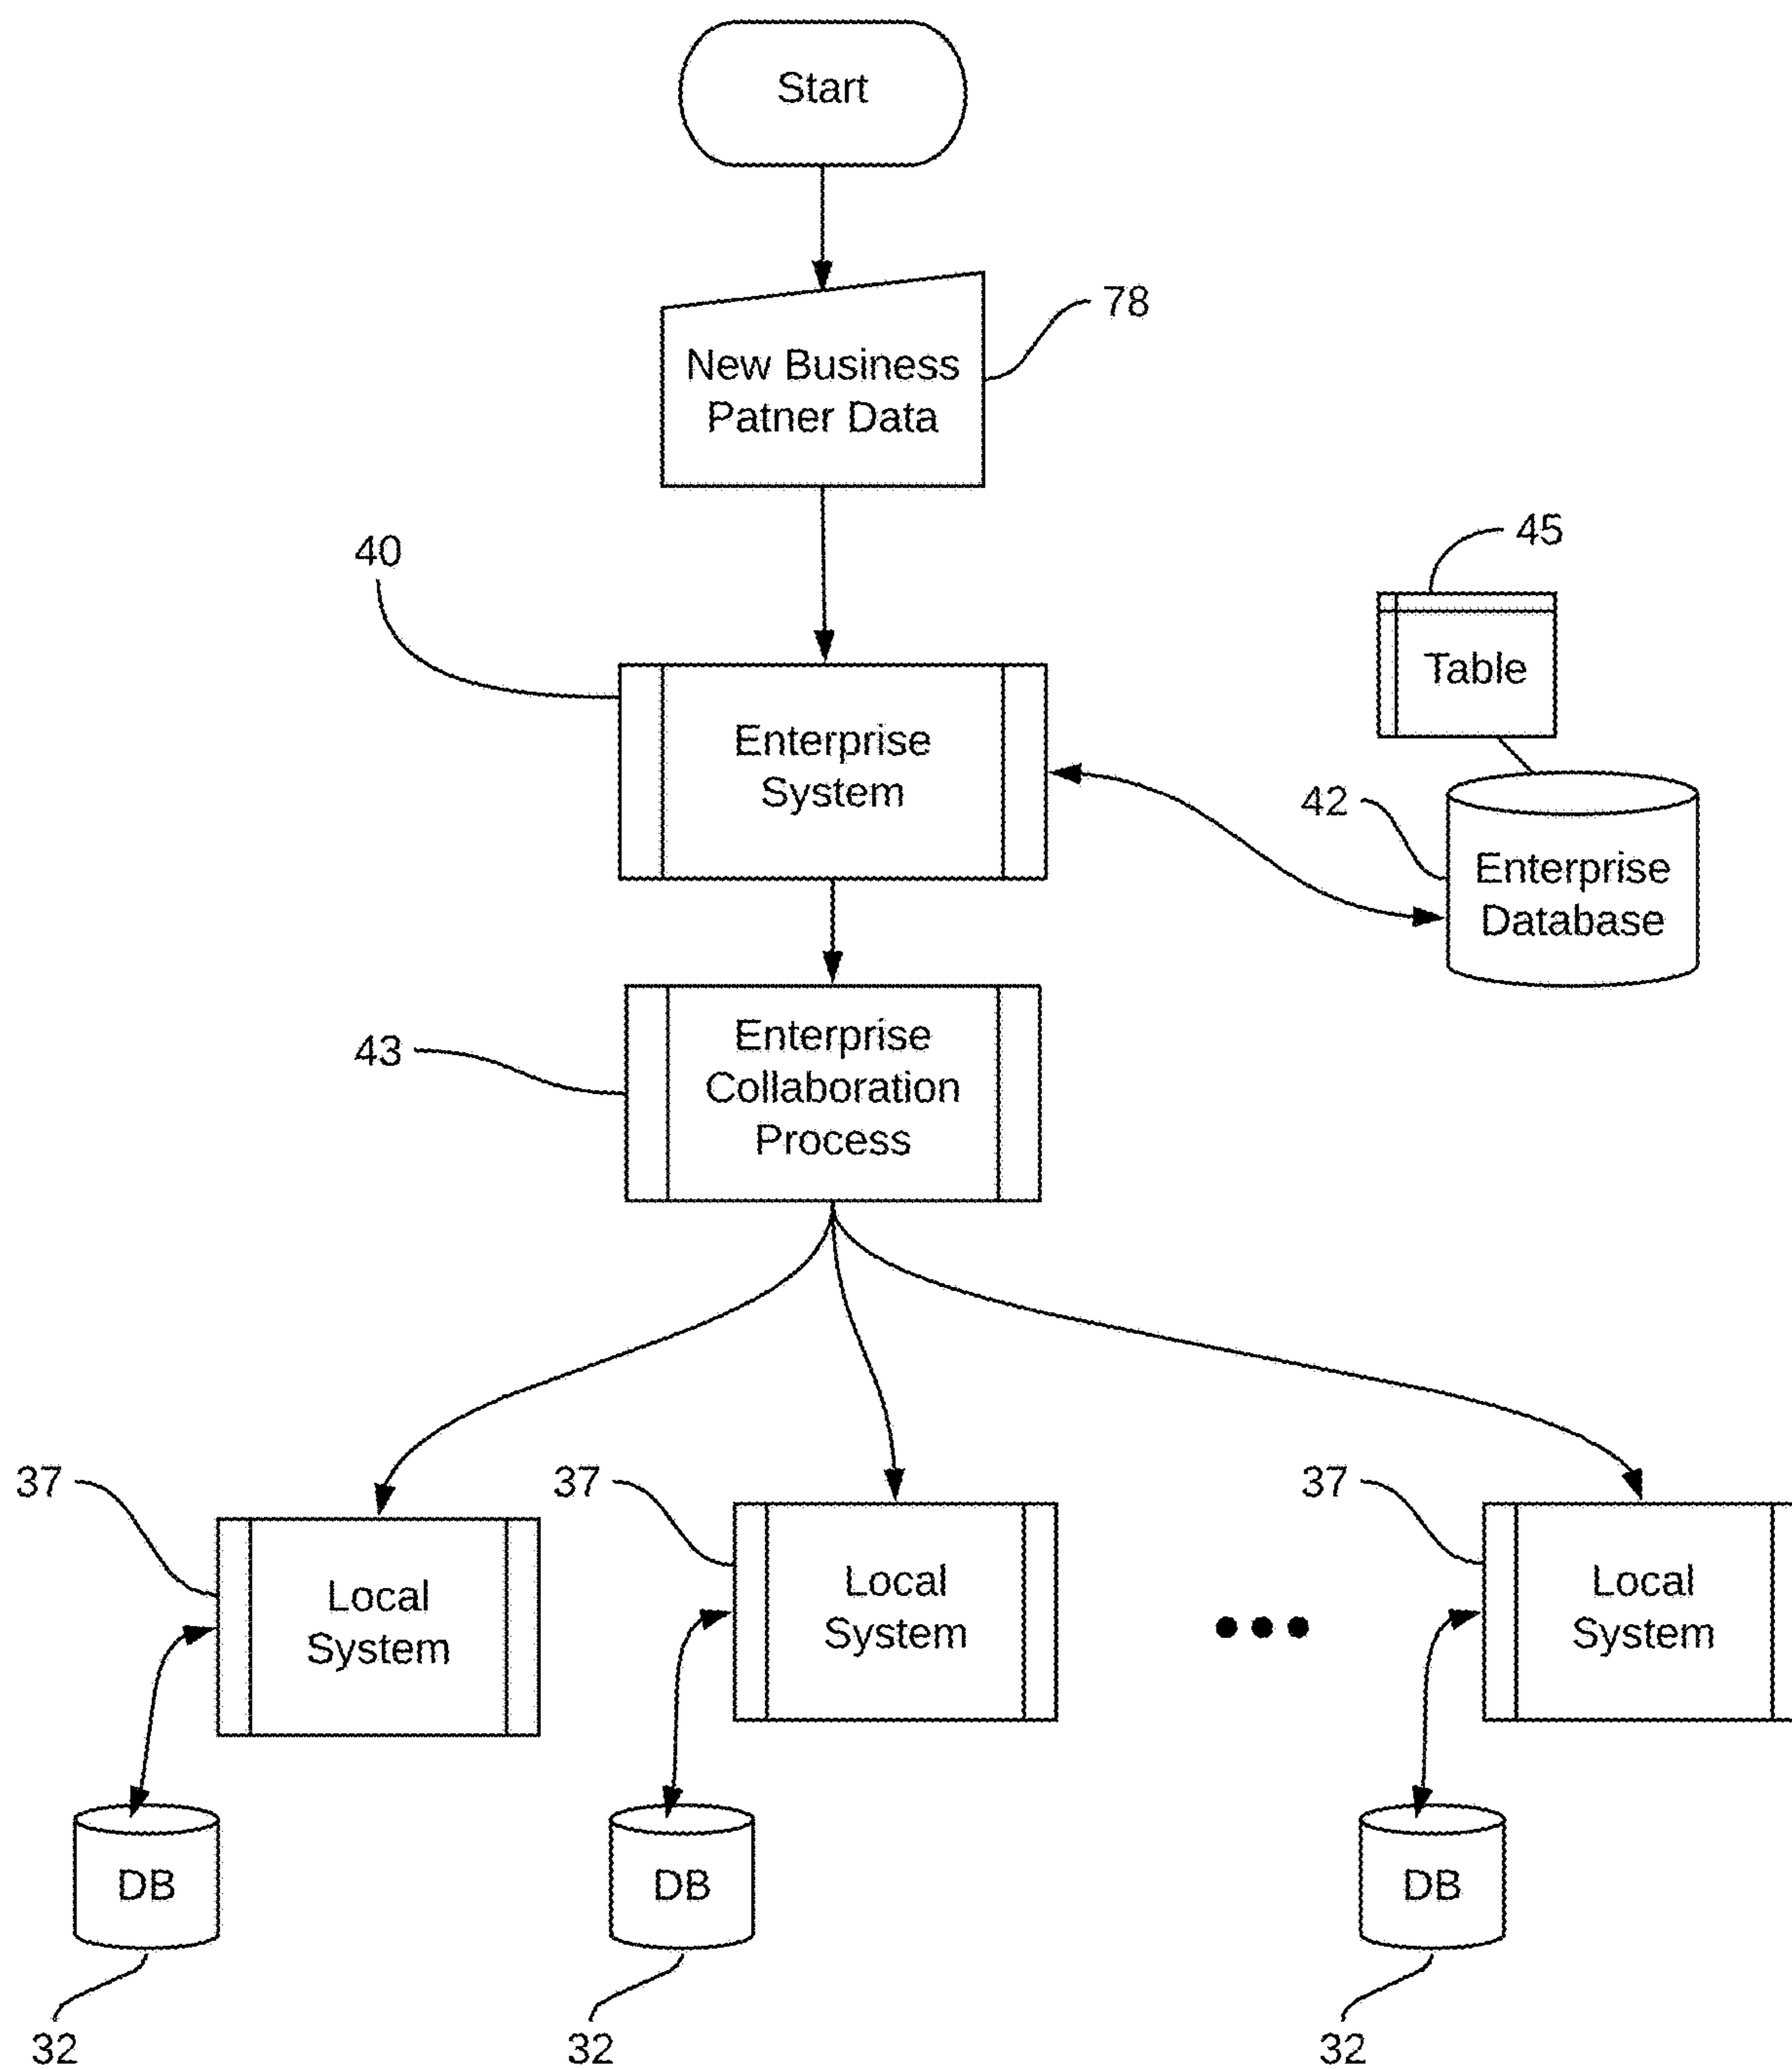 Start
78
New Business
Patner Data
40
45
Table
Enterprise
System
42
Enterprise
Database
43
Enterprise
Collaboration
Process
37
Local
System
37
Local
System
37
Local
System
DB
DB
DB
32
32
32